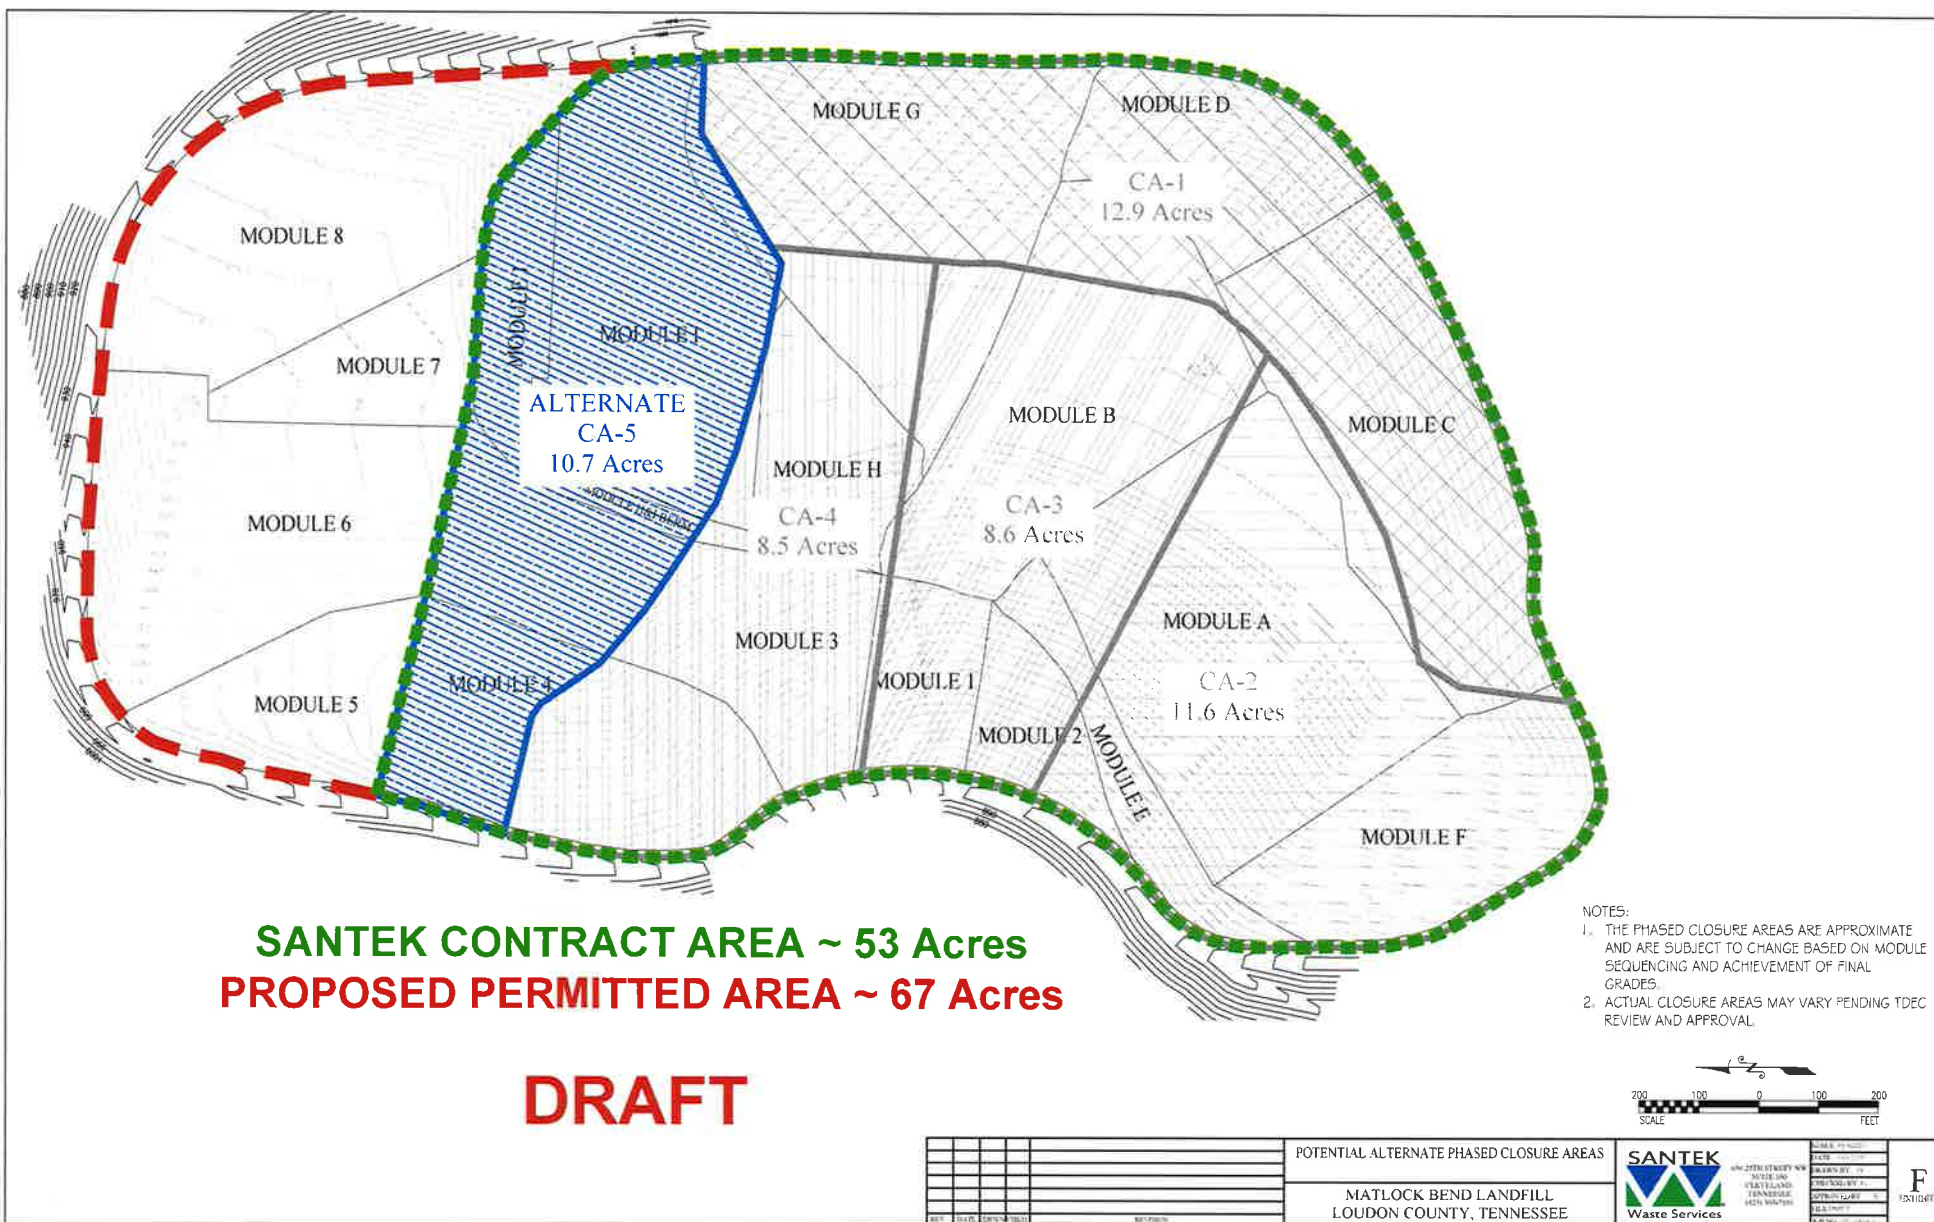 MODULE G
MODULE D
CA-1
12.9 Acres
MODULE 8
MODULE I
MODULE 7
ALTERNATE
CA-5
10.7 Acres
MODULE B
MODULE C
MODULE H
CA-4
8.5 Acres
CA-3
8.6 Acres
MODULE 6
MODULE 3
MODULE A
MODULE 1
CA-2
11.6 Acres
MODULE 4
MODULE 5
MODULE 2
MODULE E
MODULE F
SANTEK CONTRACT AREA ~ 53 Acres
PROPOSED PERMITTED AREA ~ 67 Acres
DRAFT
NOTES:
1. THE PHASED CLOSURE AREAS ARE APPROXIMATE
AND ARE SUBJECT TO CHANGE BASED ON MODULE
SEQUENCING AND ACHIEVEMENT OF FINAL
GRADES.
2. ACTUAL CLOSURE AREAS MAY VARY PENDING TDEC
REVIEW AND APPROVAL.
200 100 0 100 200
SCALE FEET
POTENTIAL ALTERNATE PHASED CLOSURE AREAS
MATLOCK BEND LANDFILL
LOUDON COUNTY, TENNESSEE
SANTEK
Waste Services
F